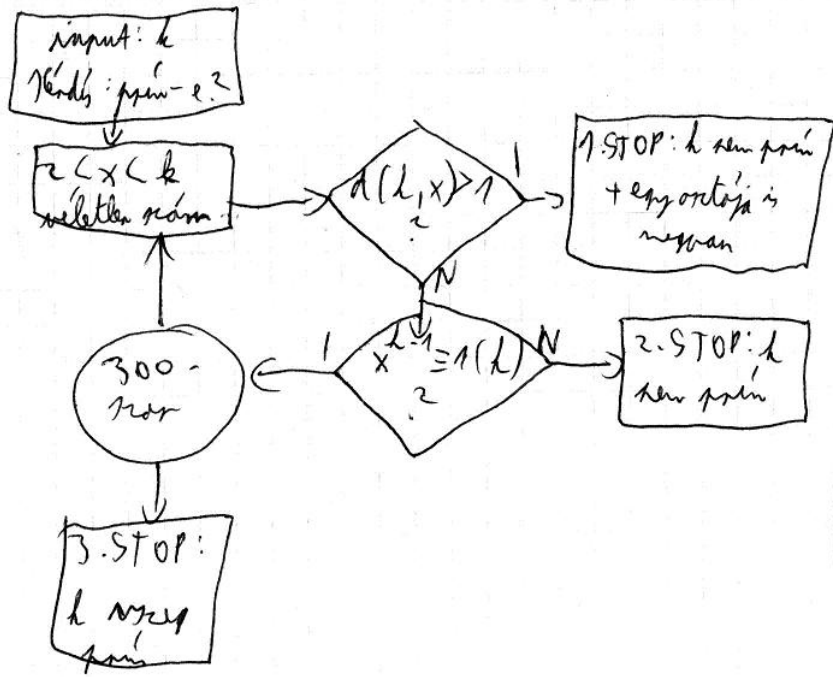 input: k
Kérdés: prím-e?
2 < x < k
véletlen szám
d(k,x)>1
?
I
1.STOP: k nem prím
+ egy osztója is
megvan
N
x^{k-1}≡1(k)
?
N
2.STOP: k
nem prím
I
300-
szor
3.STOP:
k
prím